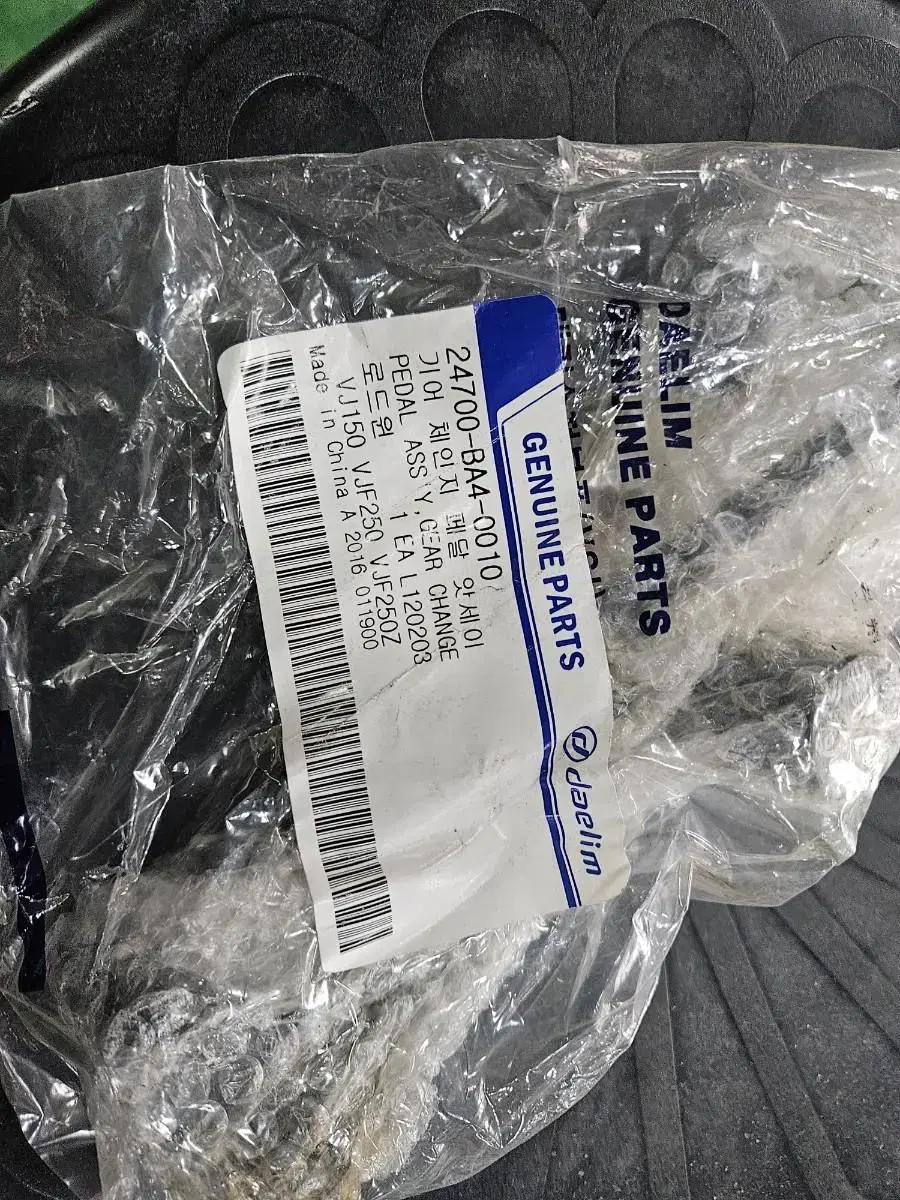 DAELIM
GENUINE PARTS
GENUINE PARTS daelim
24700-BA4-0010
기어 체인지 페달 앗세이
PEDAL ASS'Y, GEAR CHANGE
로드윈 1 EA L120203
VJ150 VJF250 VJF250Z
Made in China A 2016.011900